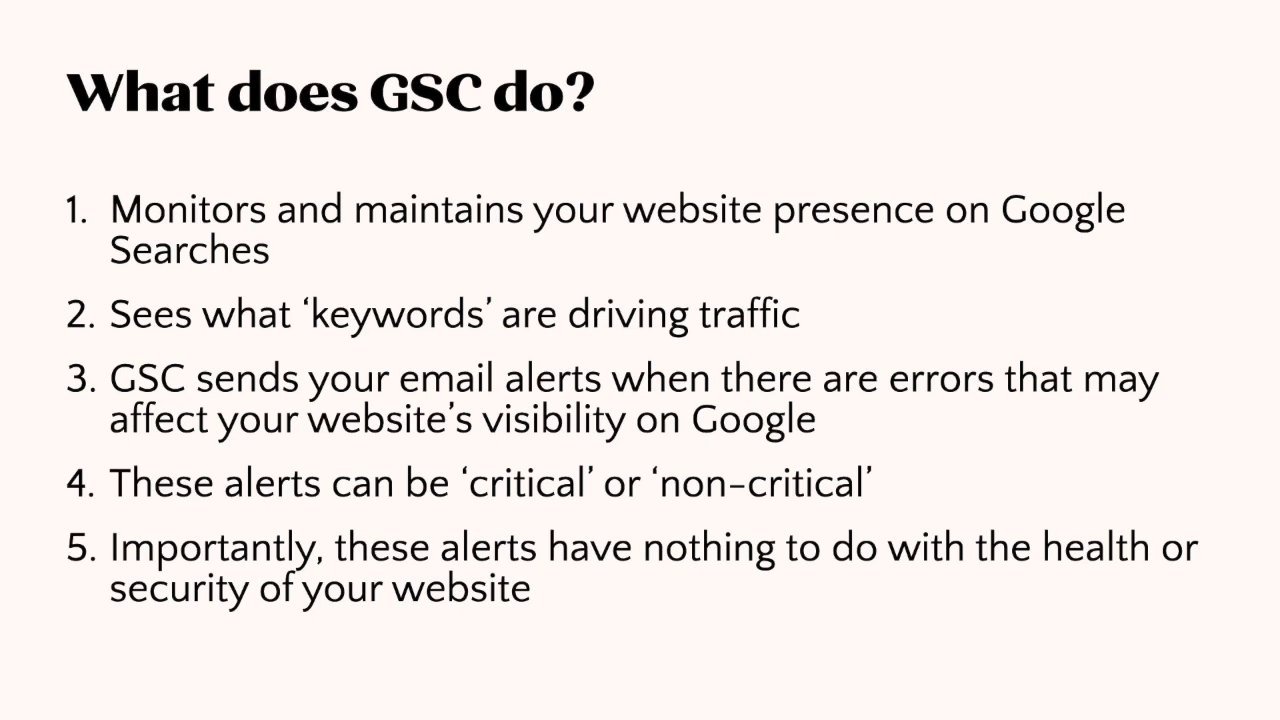 What does GSC do?
1. Monitors and maintains your website presence on Google
Searches
2. Sees what ‘keywords’ are driving traffic
3. GSC sends your email alerts when there are errors that may
affect your website’s visibility on Google
4. These alerts can be ‘critical’ or ‘non-critical’
5. Importantly, these alerts have nothing to do with the health or
security of your website